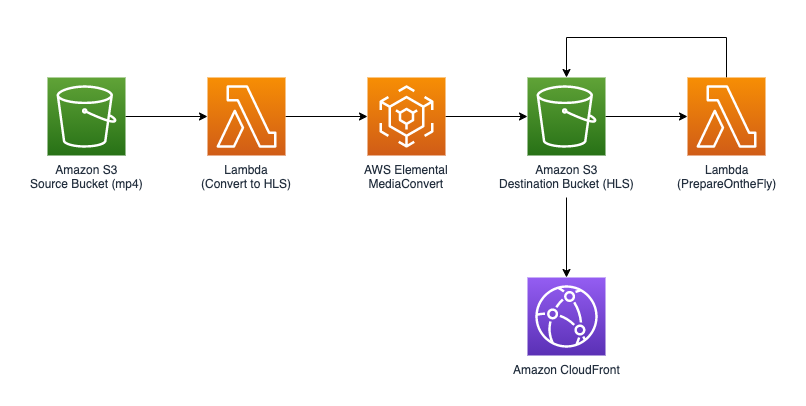 Amazon S3
Source Bucket (mp4)
Lambda
(Convert to HLS)
AWS Elemental
MediaConvert
Amazon S3
Destination Bucket (HLS)
Lambda
(PrepareOntheFly)
Amazon CloudFront